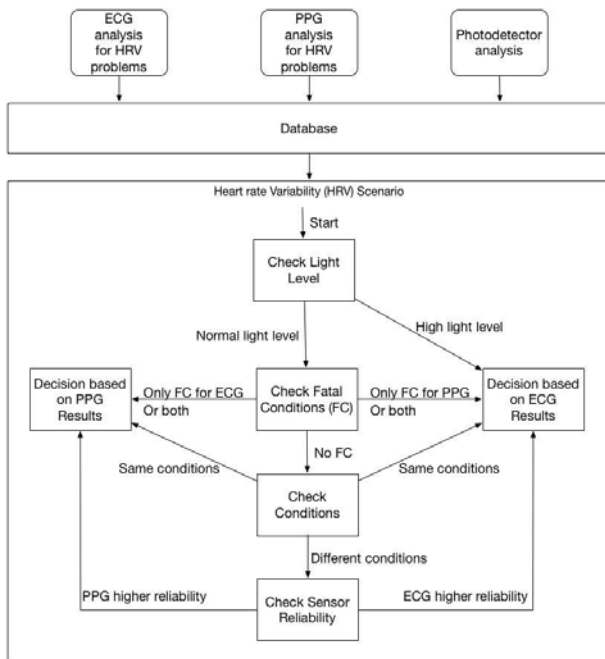 ECG
analysis
for HRV
problems
PPG
analysis
for HRV
problems
Photodetector
analysis
Database
Heart rate Variability (HRV) Scenario
Start
Check Light
Level
Normal light level
High light level
Decision based
on PPG
Results
Only FC for ECG
Or both
Check Fatal
Conditions (FC)
Only FC for PPG
Or both
Decision based
on ECG
Results
No FC
Same conditions
Same conditions
Check
Conditions
Different conditions
PPG higher reliability
Check Sensor
Reliability
ECG higher reliability